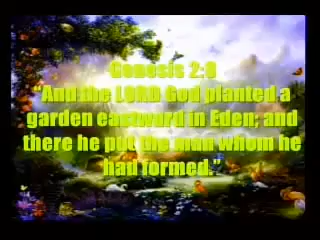 Genesis 2:8
"And the LORD God planted a
garden eastward in Eden; and
there he put the man whom he
had formed."